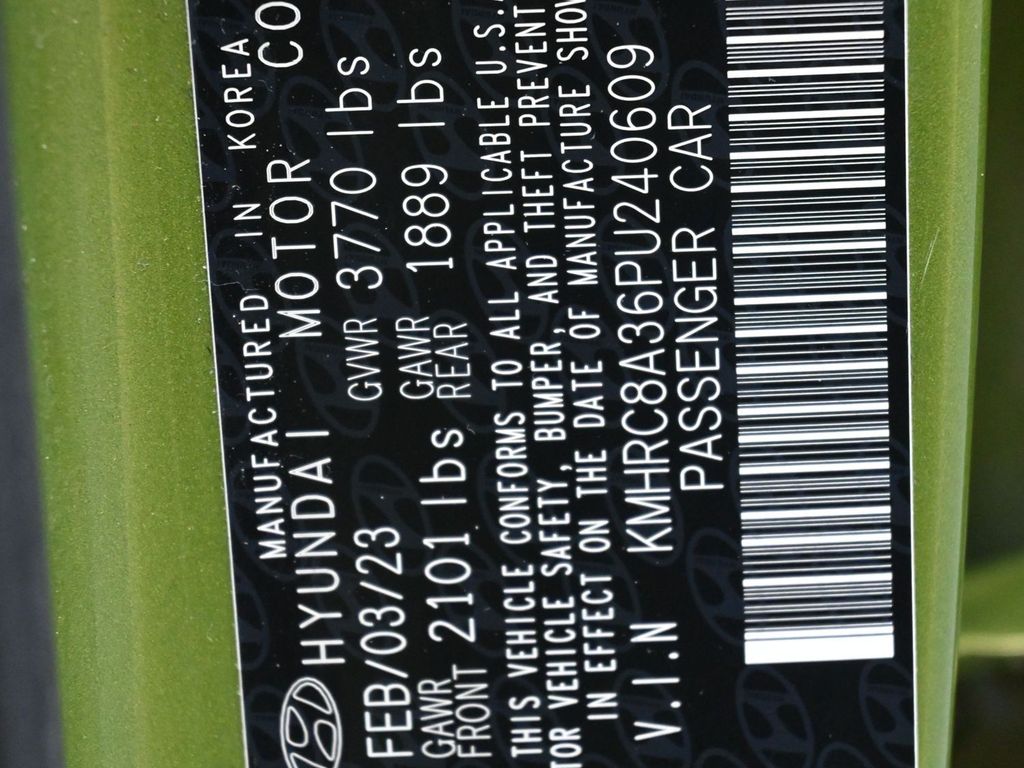 MANUFACTURED IN KOREA
HYUNDAI MOTOR CO
FEB/03/23 GVWR 3770 lbs
GAWR FRONT 2101 lbs GAWR REAR 1889 lbs
THIS VEHICLE CONFORMS TO ALL APPLICABLE U.S.
TOR VEHICLE SAFETY, BUMPER, AND THEFT PREVENT
IN EFFECT ON THE DATE OF MANUFACTURE SHOW
V.I.N KMHRC8A36PU240609
PASSENGER CAR